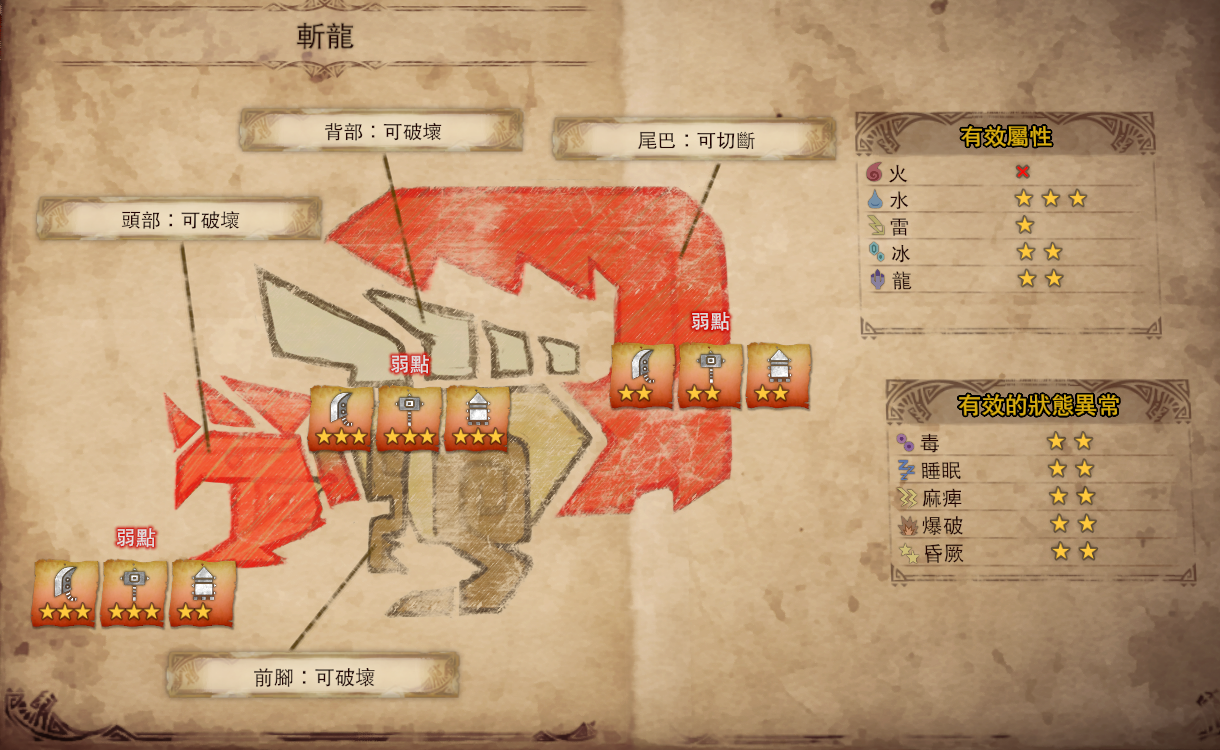 斬龍
背部：可破壞
尾巴：可切斷
頭部：可破壞
弱點
弱點
弱點
前腳：可破壞
有效屬性
火
水
雷
冰
龍
有效的狀態異常
毒
睡眠
麻痺
爆破
昏厥